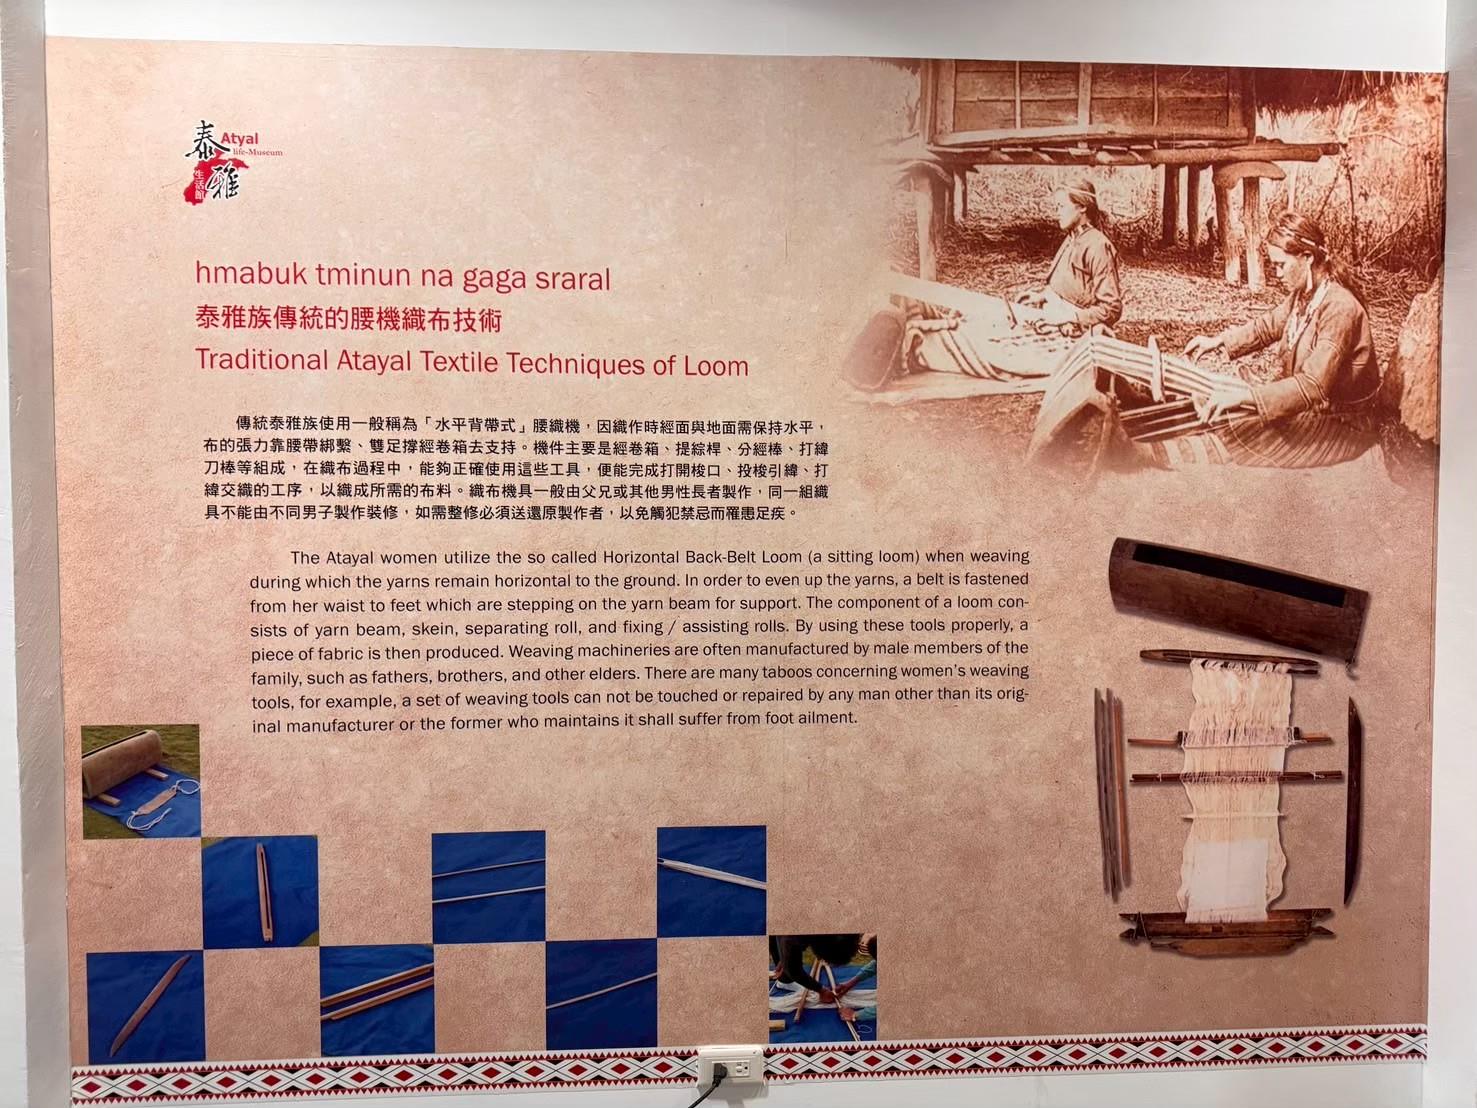 泰雅
Atyal
life-Museum
生活館
hmabuk tminun na gaga sraral
泰雅族傳統的腰機織布技術
Traditional Atayal Textile Techniques of Loom
傳統泰雅族使用一般稱為「水平背帶式」腰織機，因織作時經面與地面需保持水平，
布的張力靠腰帶綁繫、雙足撐經卷箱去支持。機件主要是經卷箱、提綜桿、分經棒、打緯
刀棒等組成，在織布過程中，能夠正確使用這些工具，便能完成打開梭口、投梭引緯、打
緯交織的工序，以織成所需的布料。織布機具一般由父兄或其他男性長者製作，同一組織
具不能由不同男子製作裝修，如需整修必須送還原製作者，以免觸犯禁忌而罹患足疾。
The Atayal women utilize the so called Horizontal Back-Belt Loom (a sitting loom) when weaving
during which the yarns remain horizontal to the ground. In order to even up the yarns, a belt is fastened
from her waist to feet which are stepping on the yarn beam for support. The component of a loom con-
sists of yarn beam, skein, separating roll, and fixing / assisting rolls. By using these tools properly, a
piece of fabric is then produced. Weaving machineries are often manufactured by male members of the
family, such as fathers, brothers, and other elders. There are many taboos concerning women's weaving
tools, for example, a set of weaving tools can not be touched or repaired by any man other than its orig-
inal manufacturer or the former who maintains it shall suffer from foot ailment.